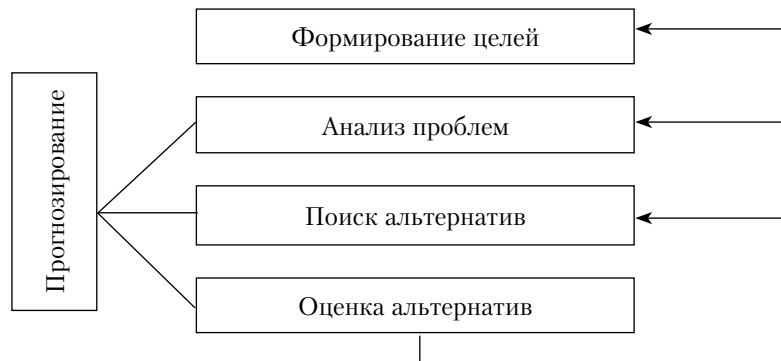 Формирование целей
Прогнозирование
Анализ проблем
Поиск альтернатив
Оценка альтернатив